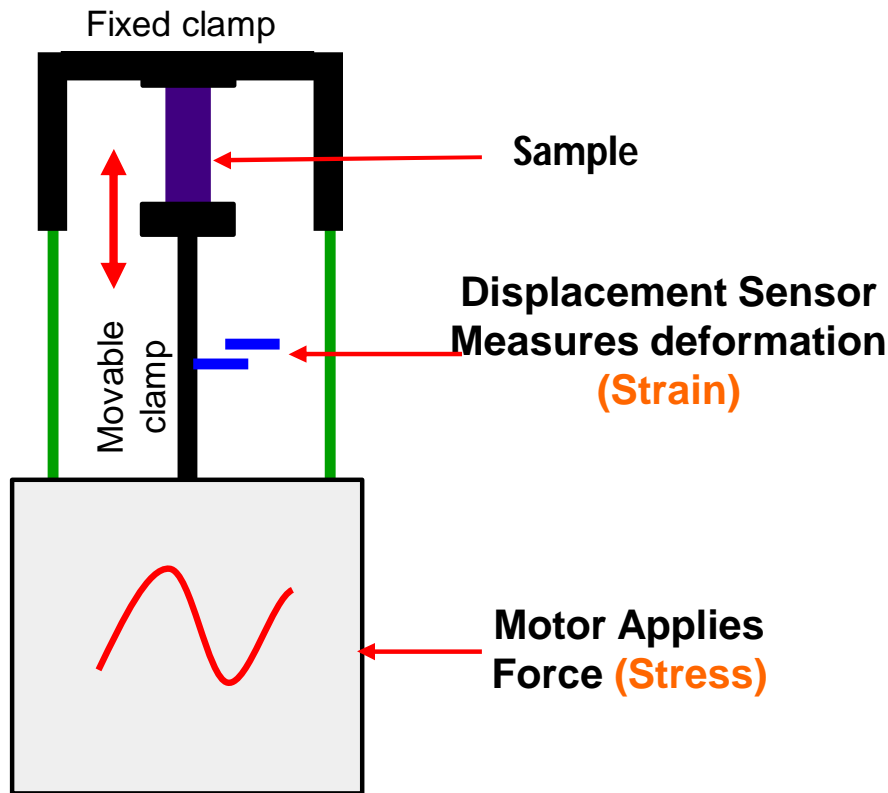 Fixed clamp
Sample
Displacement Sensor
Measures deformation
(Strain)
Movable
clamp
Motor Applies
Force (Stress)